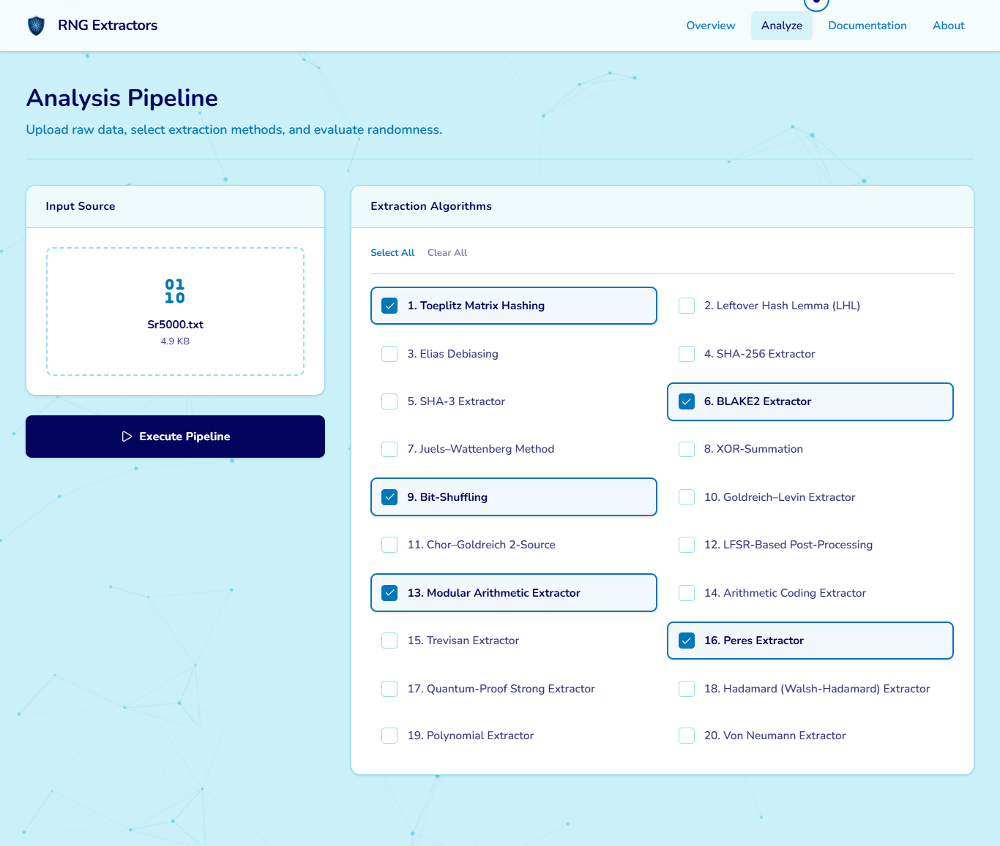 RNG Extractors
Overview
Analyze
Documentation
About
Analysis Pipeline
Upload raw data, select extraction methods, and evaluate randomness.
Input Source
01
10
Sr5000.txt
4.9 KB
Execute Pipeline
Extraction Algorithms
Select All
Clear All
1. Toeplitz Matrix Hashing
2. Leftover Hash Lemma (LHL)
3. Elias Debiasing
4. SHA-256 Extractor
5. SHA-3 Extractor
6. BLAKE2 Extractor
7. Juels–Wattenberg Method
8. XOR-Summation
9. Bit-Shuffling
10. Goldreich–Levin Extractor
11. Chor–Goldreich 2-Source
12. LFSR-Based Post-Processing
13. Modular Arithmetic Extractor
14. Arithmetic Coding Extractor
15. Trevisan Extractor
16. Peres Extractor
17. Quantum-Proof Strong Extractor
18. Hadamard (Walsh-Hadamard) Extractor
19. Polynomial Extractor
20. Von Neumann Extractor